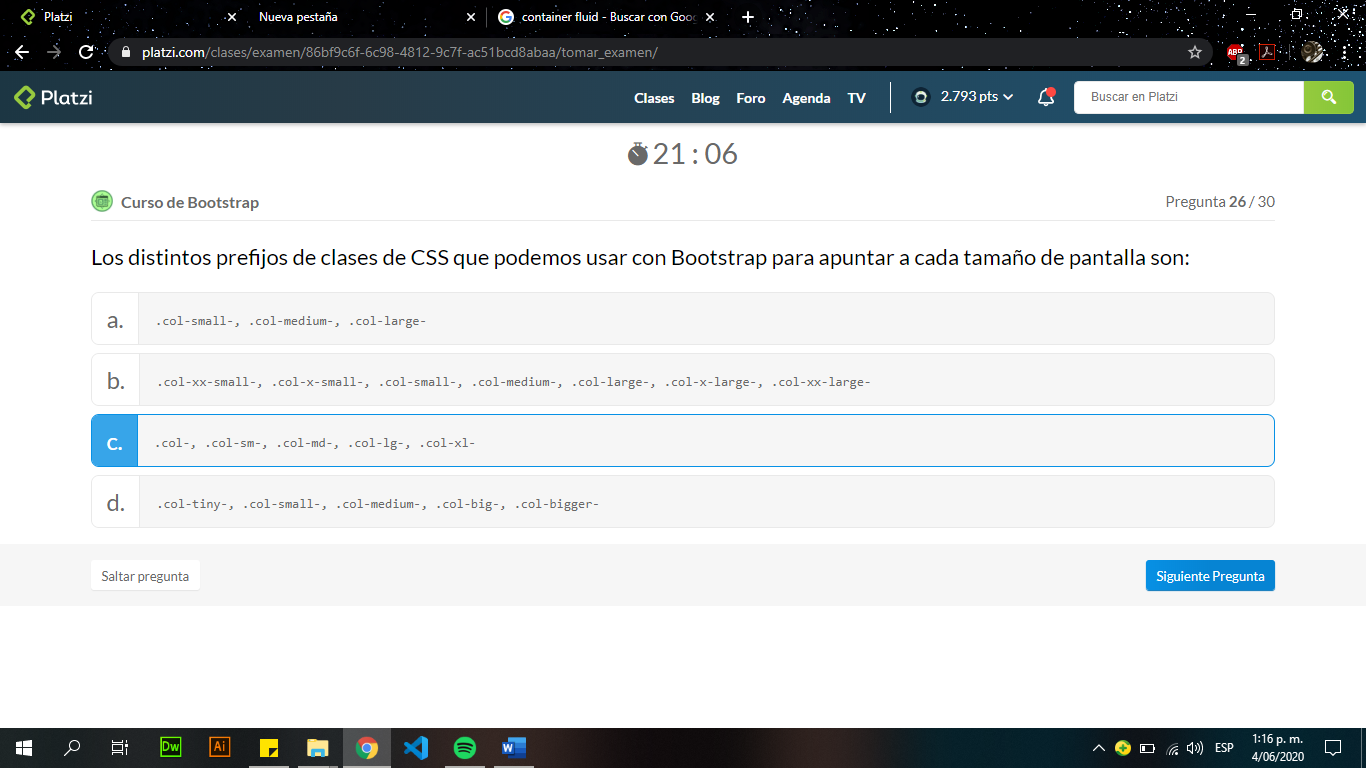 Platzi
Nueva pestaña
container fluid - Buscar con Goo
platzi.com/clases/examen/86bf9c6f-6c98-4812-9c7f-ac51bcd8abaa/tomar_examen/
ABP
2
Platzi
Clases Blog Foro Agenda TV
2.793 pts
Buscar en Platzi
21 : 06
Curso de Bootstrap
Pregunta 26 / 30
Los distintos prefijos de clases de CSS que podemos usar con Bootstrap para apuntar a cada tamaño de pantalla son:
a. .col-small-, .col-medium-, .col-large-
b. .col-xx-small-, .col-x-small-, .col-small-, .col-medium-, .col-large-, .col-x-large-, .col-xx-large-
c. .col-, .col-sm-, .col-md-, .col-lg-, .col-xl-
d. .col-tiny-, .col-small-, .col-medium-, .col-big-, .col-bigger-
Saltar pregunta
Siguiente Pregunta
Dw
Ai
W
ESP
1:16 p. m.
4/06/2020